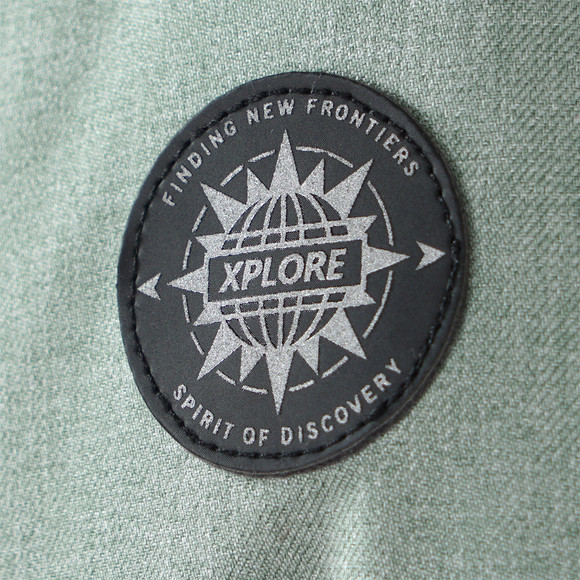 FINDING NEW FRONTIERS
XPLORE
SPIRIT OF DISCOVERY